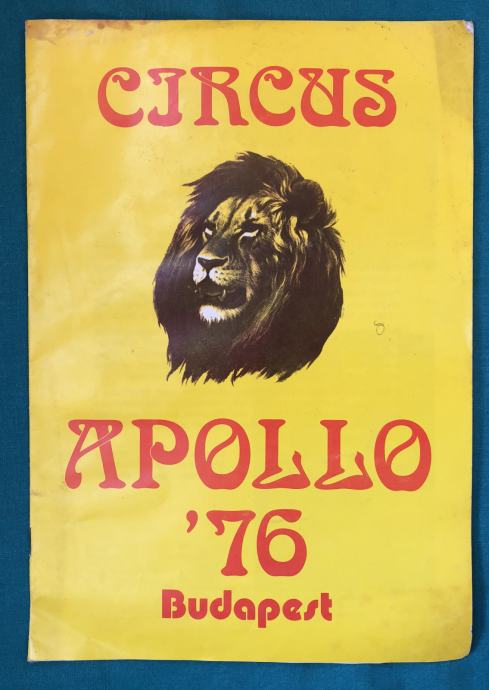 CIRCUS
APOLLO
'76
Budapest